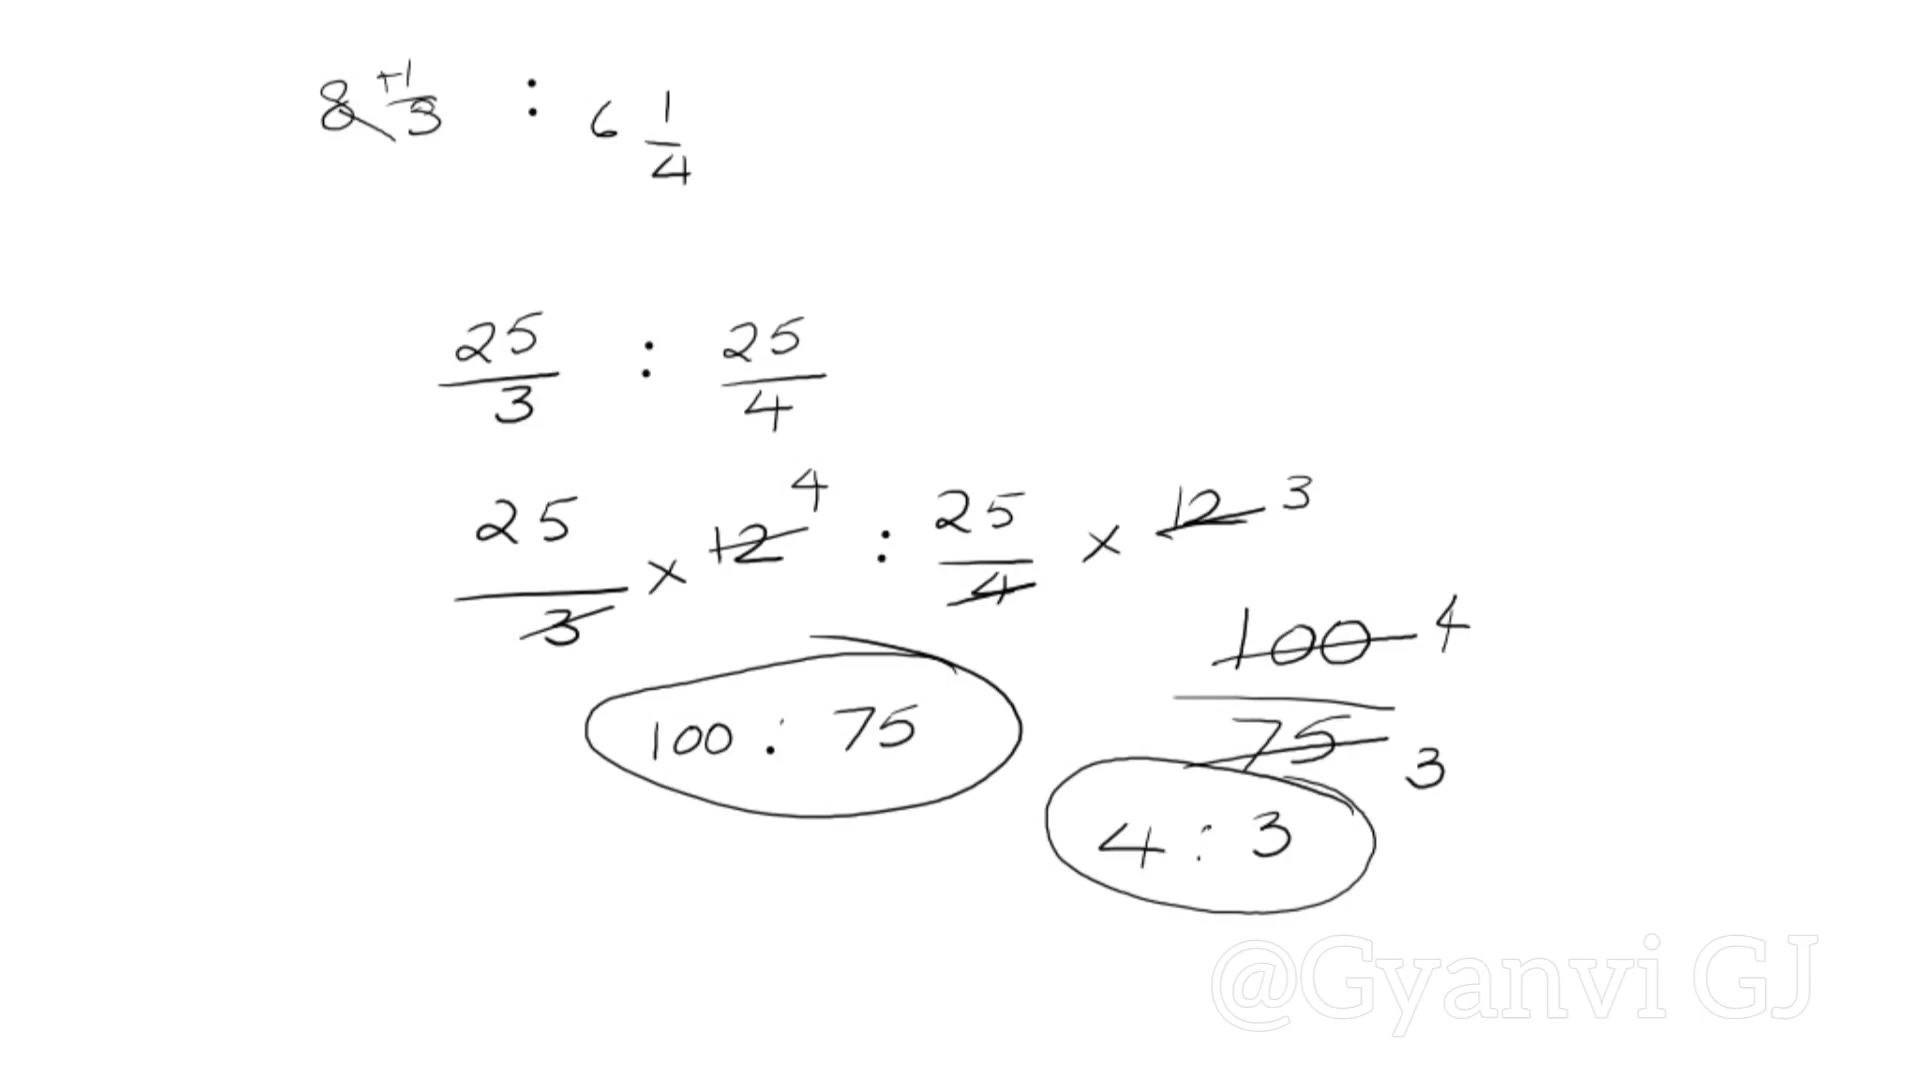 8 +1/3 : 6 1/4
25/3 : 25/4
25/3 × 12 4 : 25/4 × 12 3
100 : 75
100 4
75 3
4 : 3
@Gyanvi GJ